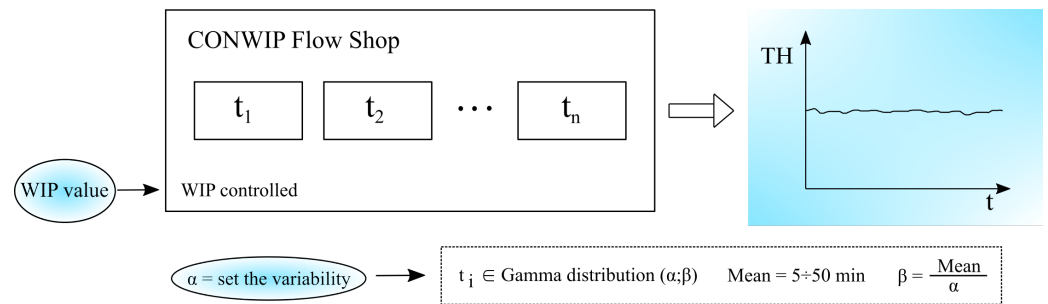 CONWIP Flow Shop
t₁ t₂ ... tₙ
WIP value
WIP controlled
TH
t
α = set the variability
t i ∈ Gamma distribution (α;β) Mean = 5÷50 min β = Mean/α